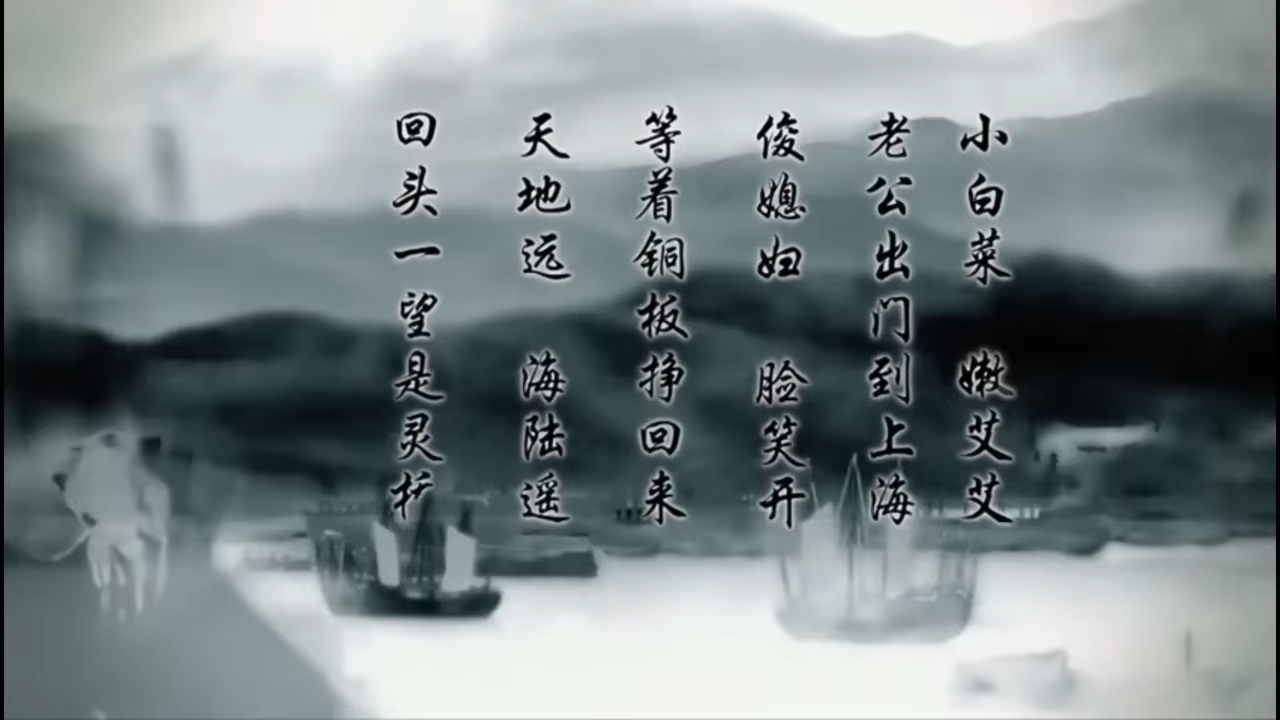 小白菜 嫩艾艾
老公出门到上海
俊媳妇 脸笑开
等着铜板挣回来
天地远 海陆遥
回头一望是灵